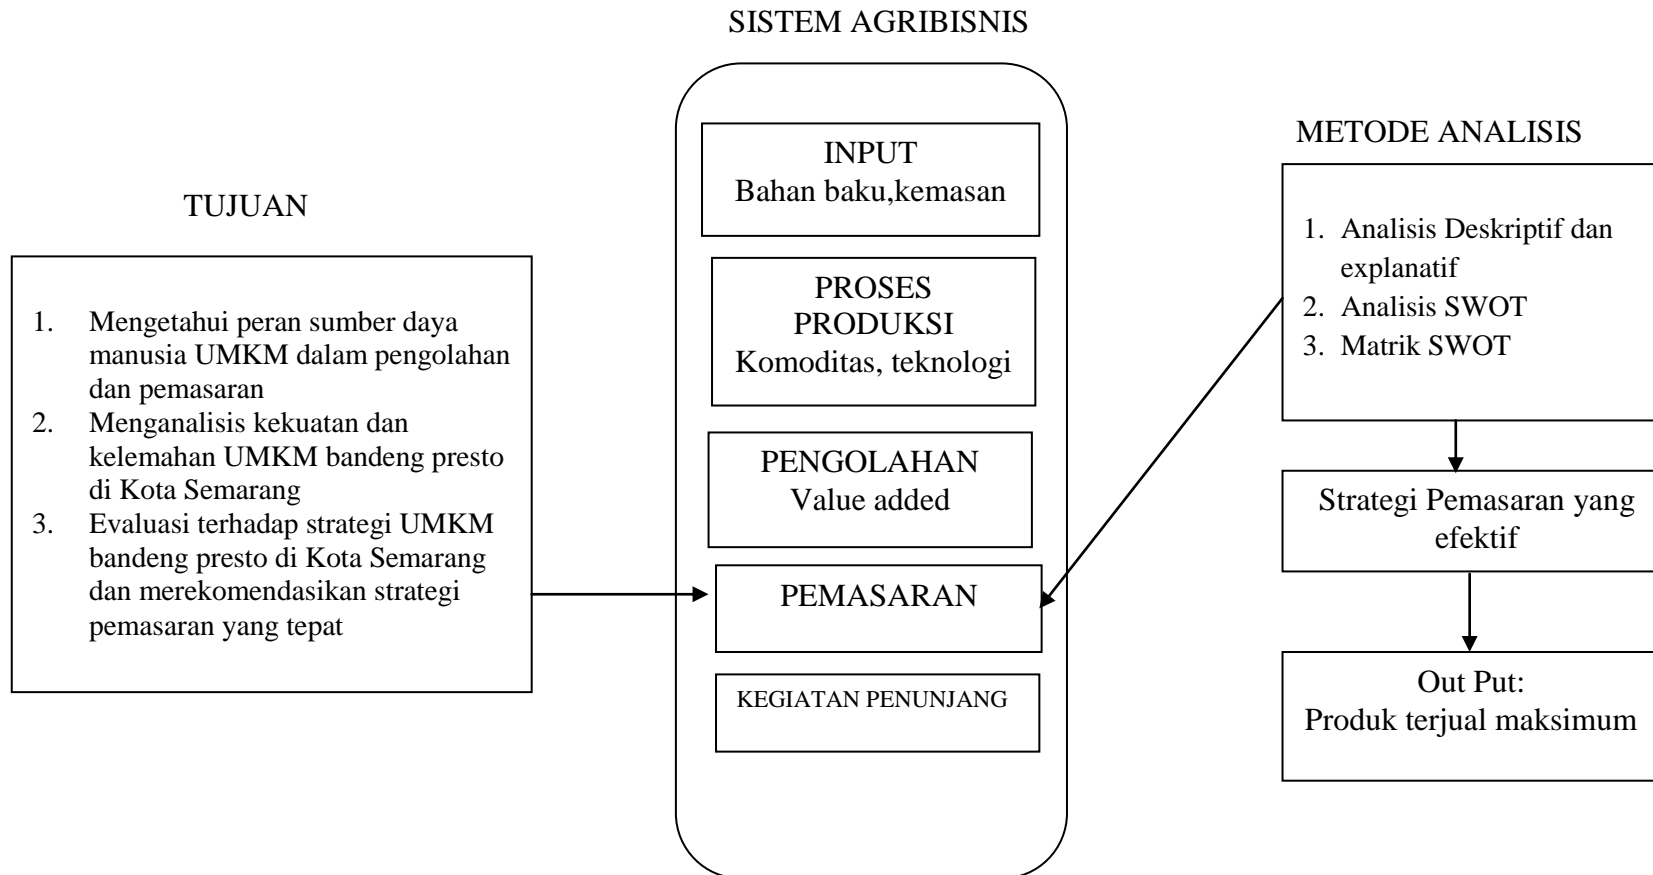 SISTEM AGRIBISNIS
TUJUAN
1. Mengetahui peran sumber daya
manusia UMKM dalam pengolahan
dan pemasaran
2. Menganalisis kekuatan dan
kelemahan UMKM bandeng presto
di Kota Semarang
3. Evaluasi terhadap strategi UMKM
bandeng presto di Kota Semarang
dan merekomendasikan strategi
pemasaran yang tepat
INPUT
Bahan baku,kemasan
PROSES
PRODUKSI
Komoditas, teknologi
PENGOLAHAN
Value added
PEMASARAN
KEGIATAN PENUNJANG
METODE ANALISIS
1. Analisis Deskriptif dan
explanatif
2. Analisis SWOT
3. Matrik SWOT
Strategi Pemasaran yang
efektif
Out Put:
Produk terjual maksimum